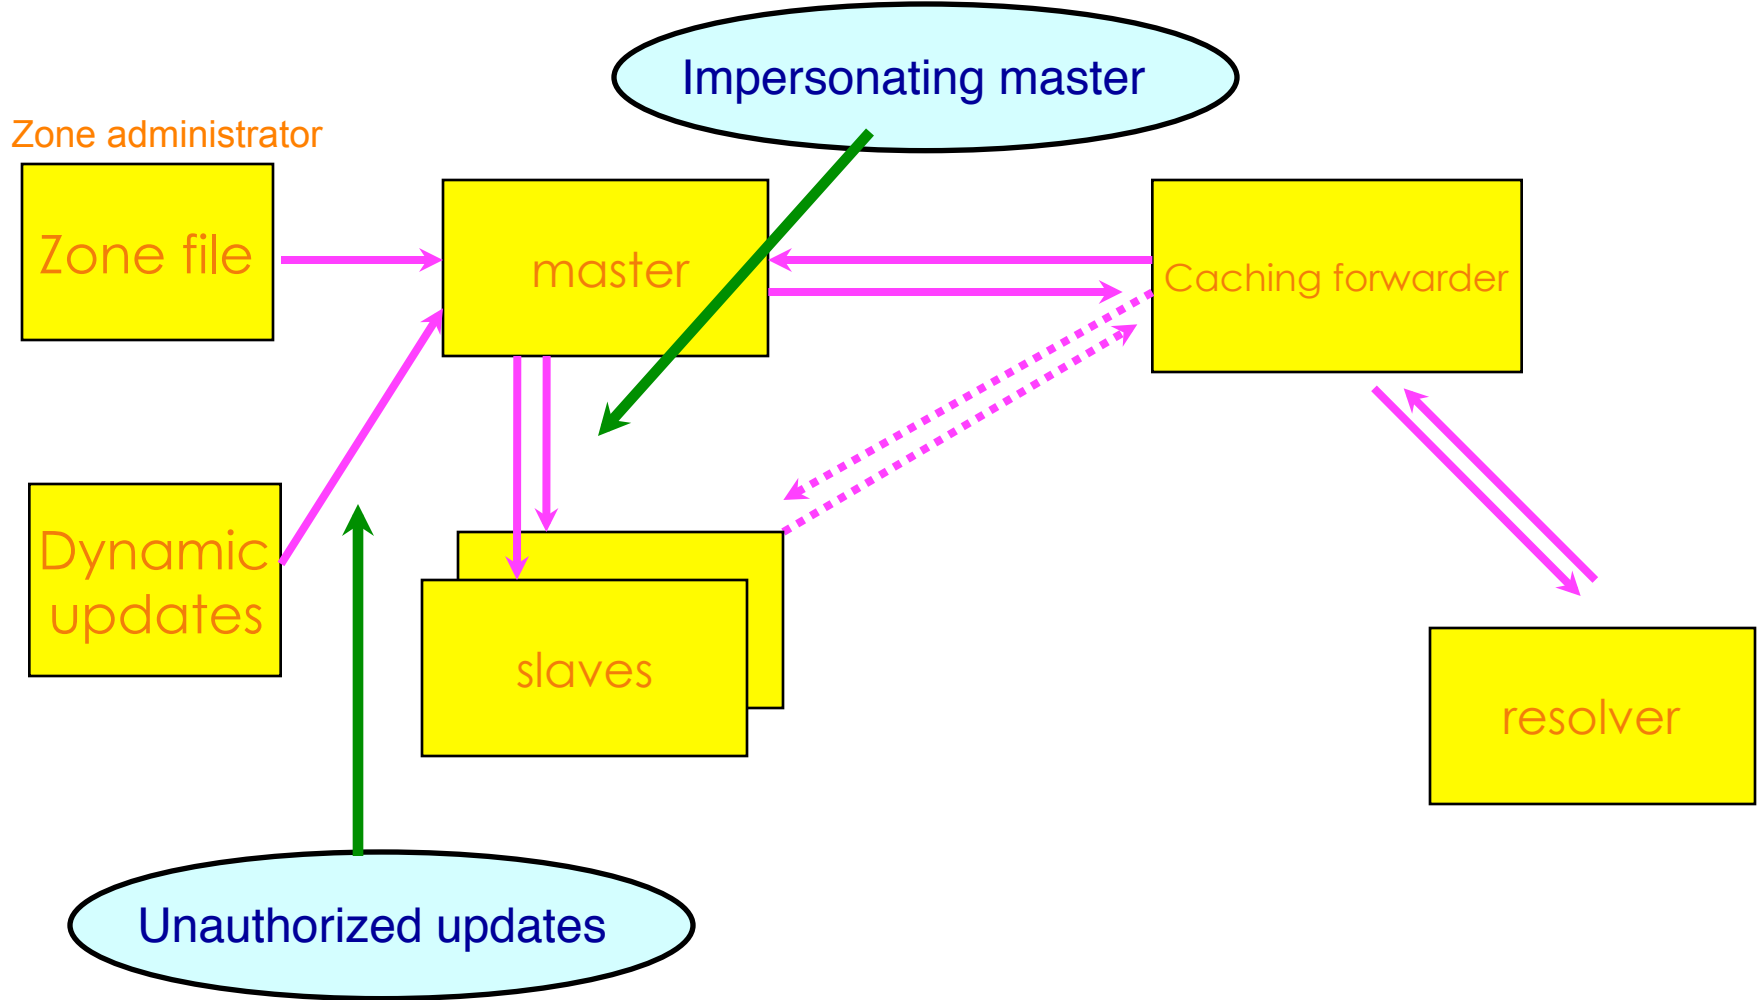 Impersonating master
Zone administrator
Zone file
master
Caching forwarder
Dynamic
updates
slaves
resolver
Unauthorized updates